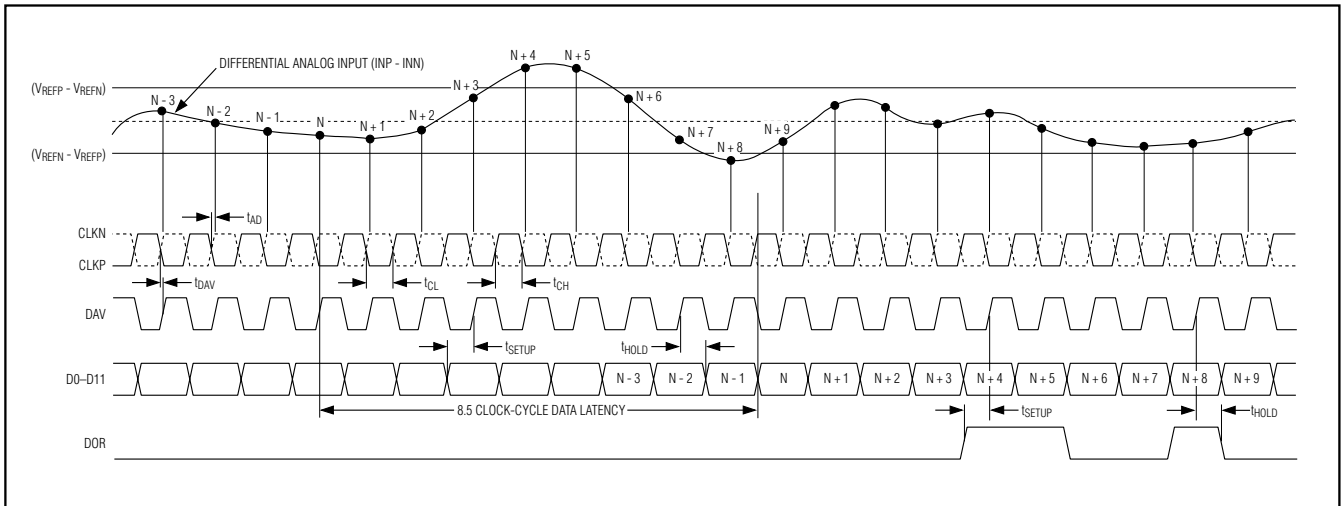 N + 4 N + 5
DIFFERENTIAL ANALOG INPUT (INP - INN)
(VREFP - VREFN)
N - 3 N - 2 N - 1 N N + 1 N + 2 N + 3 N + 6 N + 7 N + 8 N + 9
(VREFN - VREFP)
tAD
CLKN
CLKP
tDAV tCL tCH
DAV
tSETUP tHOLD
D0–D11 N - 3 N - 2 N - 1 N N + 1 N + 2 N + 3 N + 4 N + 5 N + 6 N + 7 N + 8 N + 9
8.5 CLOCK-CYCLE DATA LATENCY tSETUP tHOLD
DOR